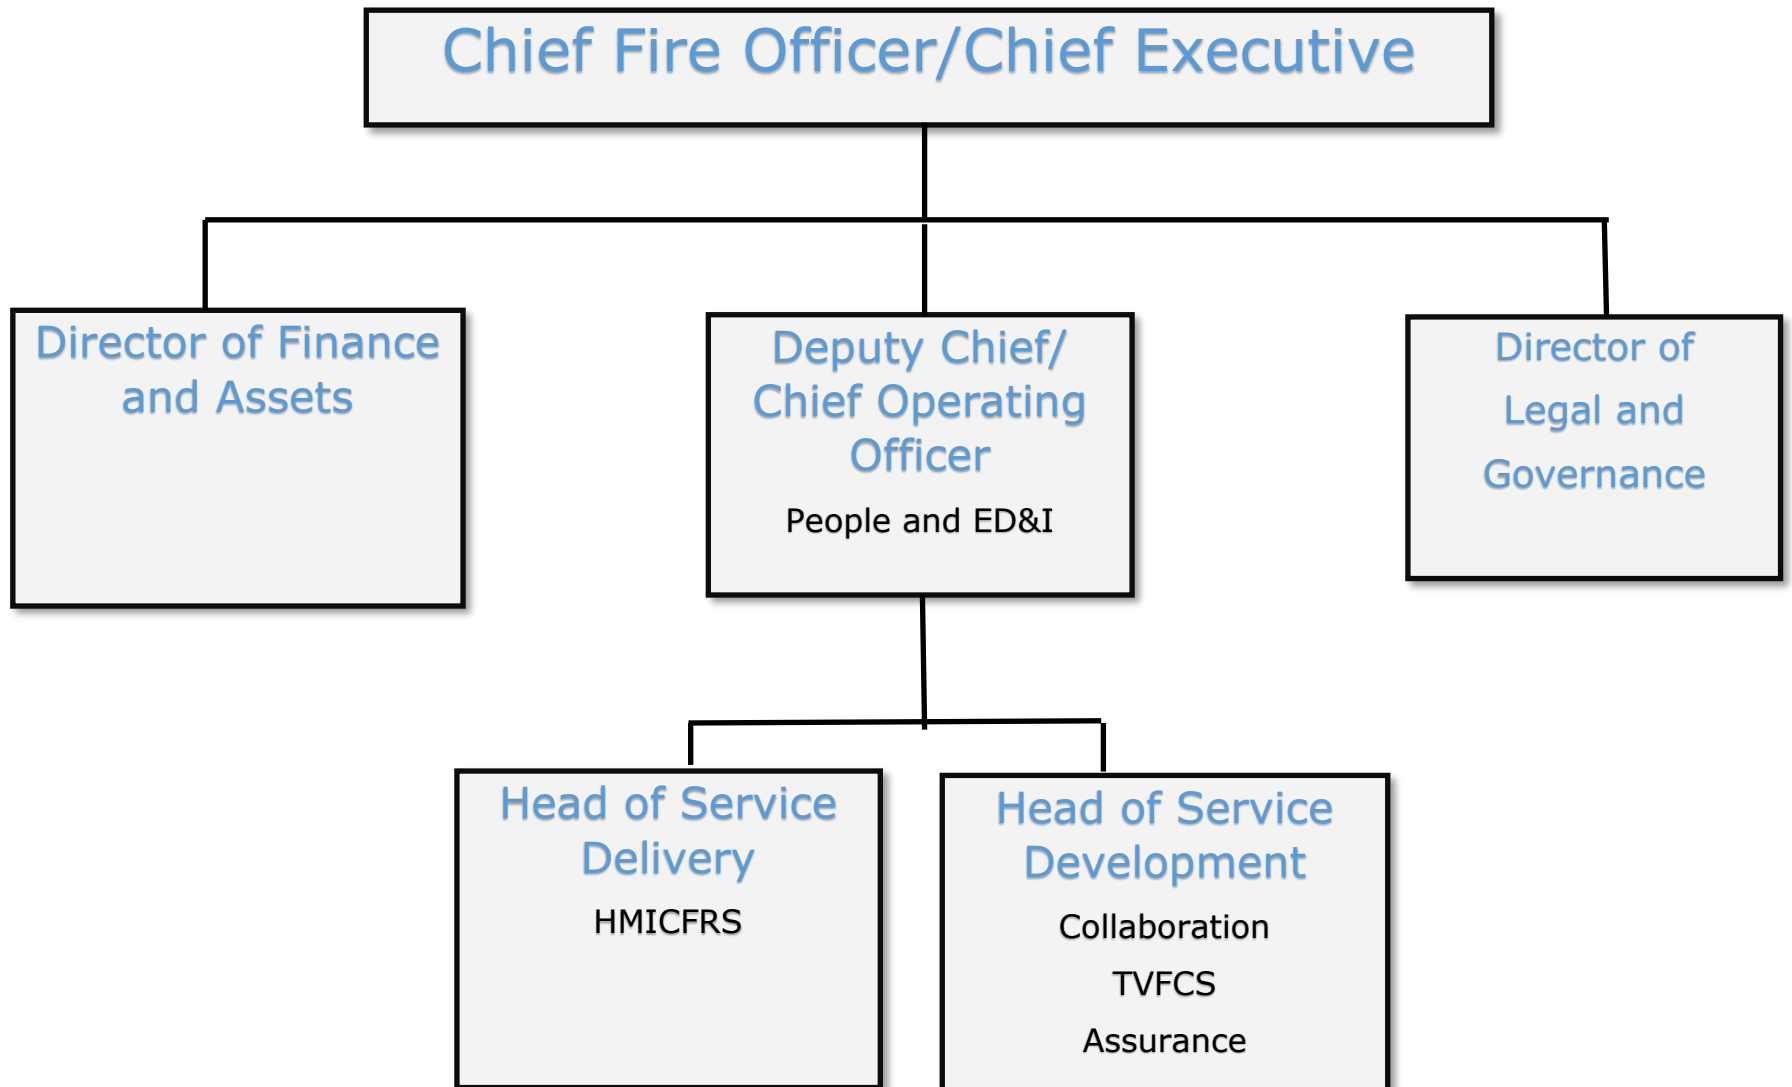 Chief Fire Officer/Chief Executive
Director of Finance
and Assets
Deputy Chief/
Chief Operating
Officer
People and ED&I
Director of
Legal and
Governance
Head of Service
Delivery
HMICFRS
Head of Service
Development
Collaboration
TVFCS
Assurance